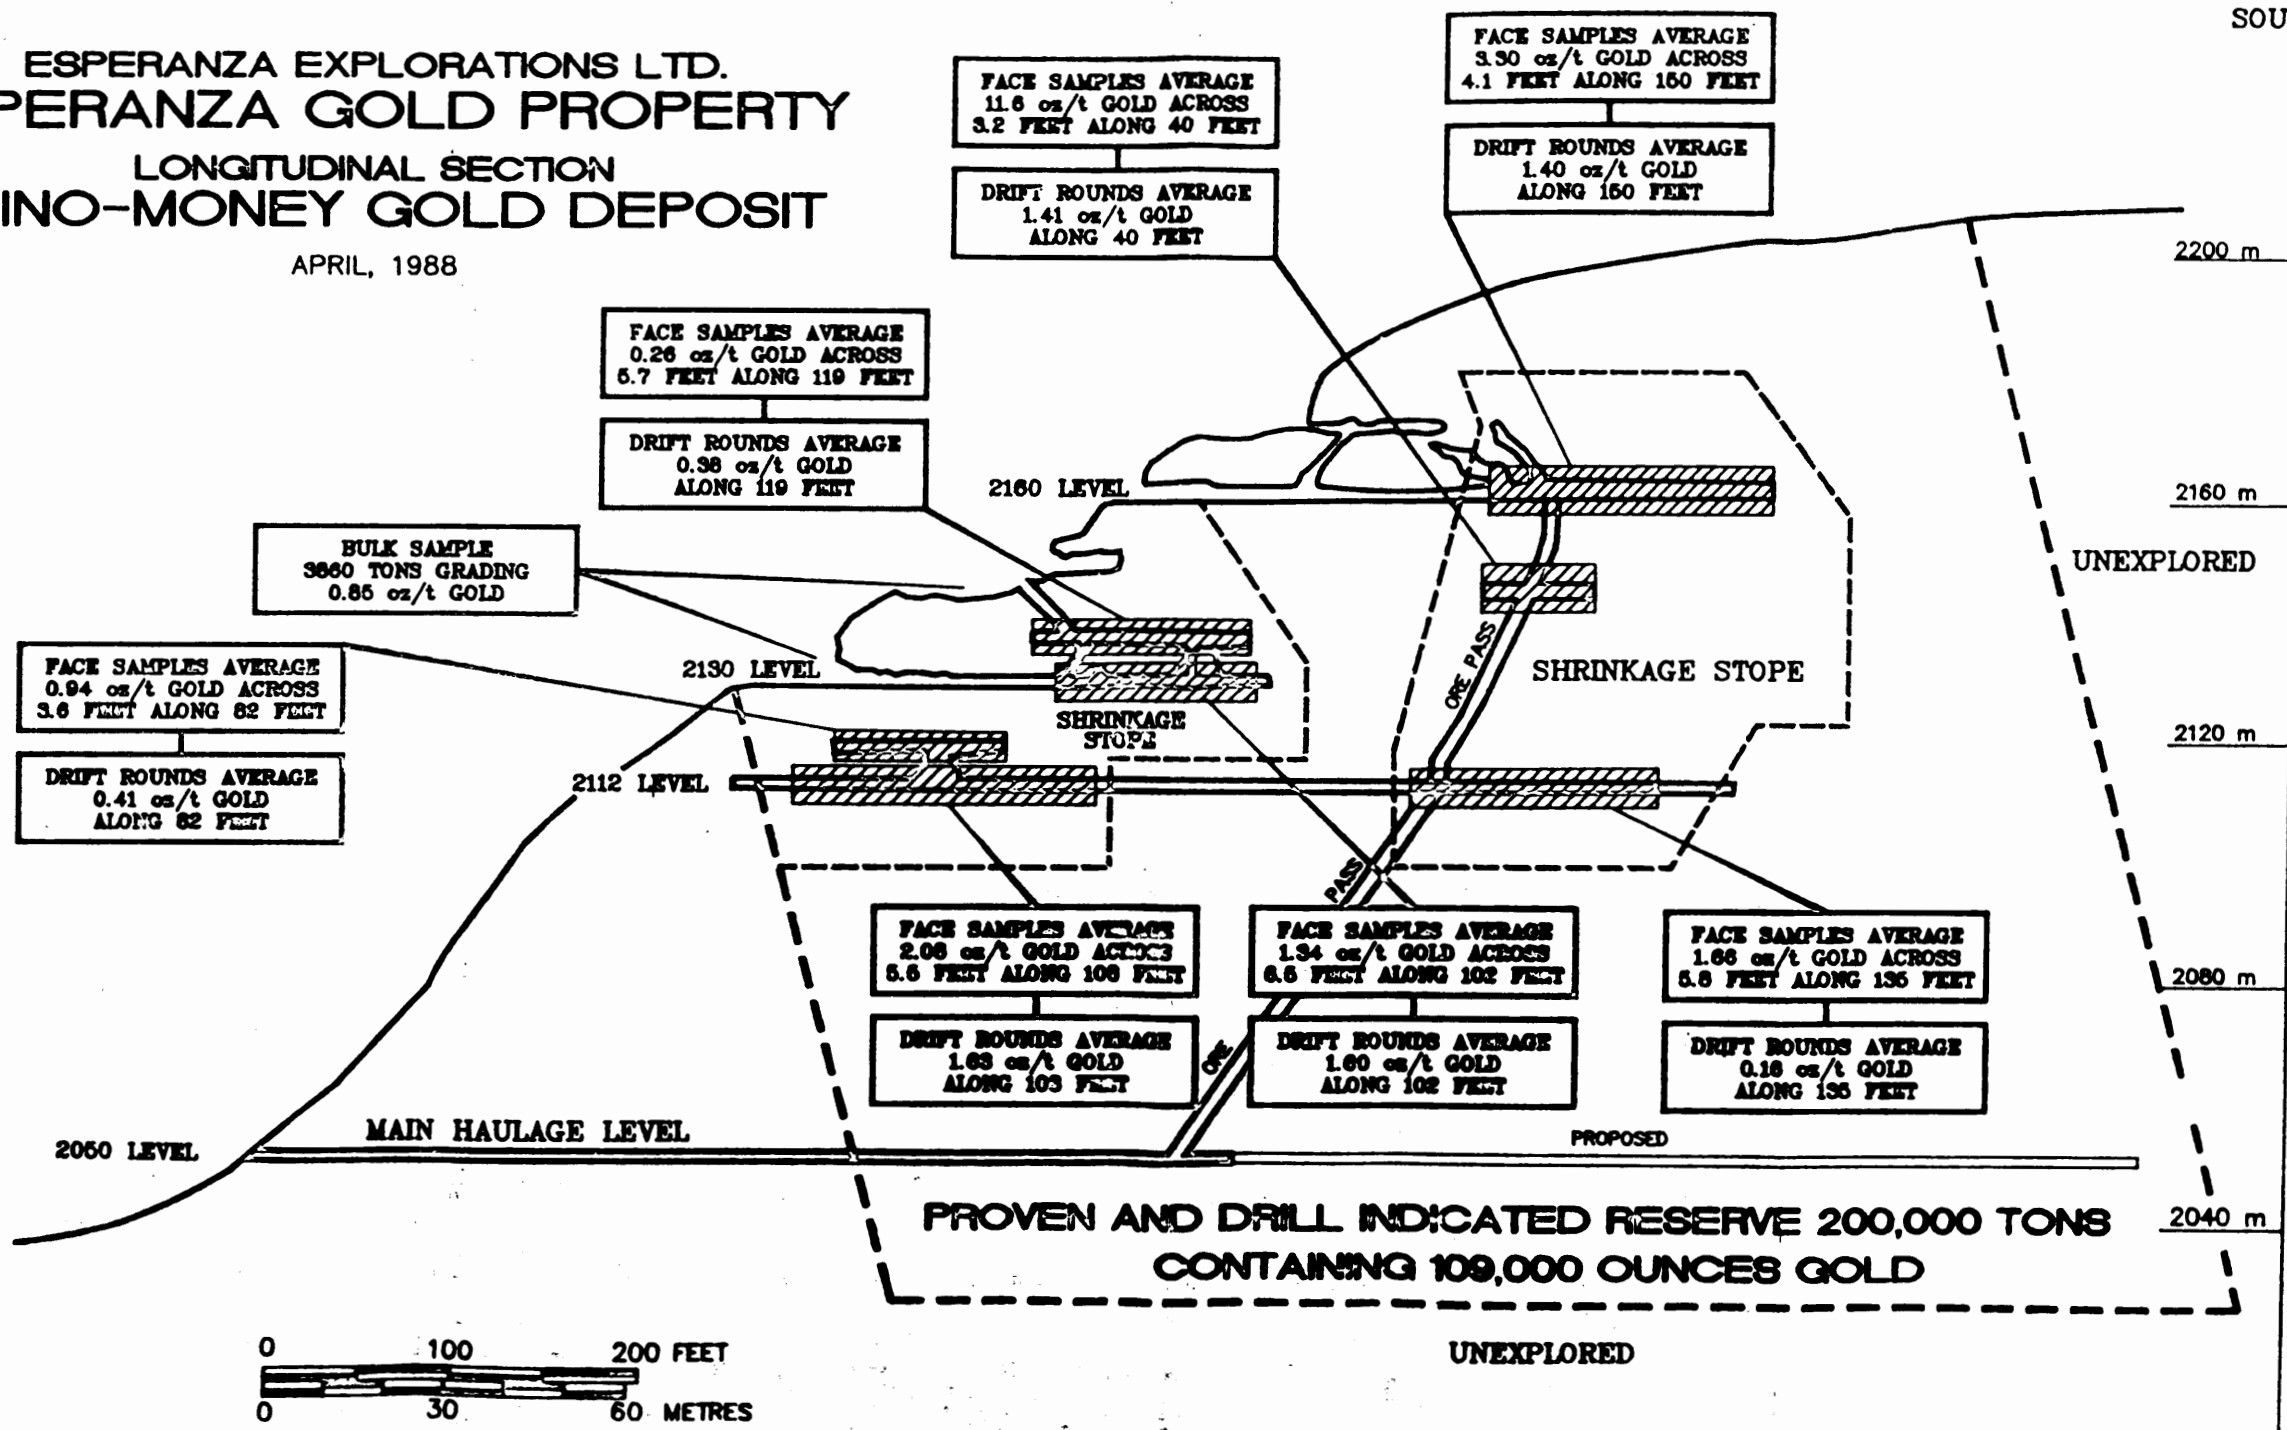 SOU
ESPERANZA EXPLORATIONS LTD.
PERANZA GOLD PROPERTY
LONGITUDINAL SECTION
INO-MONEY GOLD DEPOSIT
APRIL, 1988
FACE SAMPLES AVERAGE
11.6 oz/t GOLD ACROSS
3.2 FEET ALONG 40 FEET
DRIFT ROUNDS AVERAGE
1.41 oz/t GOLD
ALONG 40 FEET
FACE SAMPLES AVERAGE
3.30 oz/t GOLD ACROSS
4.1 FEET ALONG 150 FEET
DRIFT ROUNDS AVERAGE
1.40 oz/t GOLD
ALONG 150 FEET
2200 m
FACE SAMPLES AVERAGE
0.26 oz/t GOLD ACROSS
5.7 FEET ALONG 119 FEET
DRIFT ROUNDS AVERAGE
0.38 oz/t GOLD
ALONG 119 FEET
2160 LEVEL
2160 m
UNEXPLORED
BULK SAMPLE
3860 TONS GRADING
0.85 oz/t GOLD
FACE SAMPLES AVERAGE
0.94 oz/t GOLD ACROSS
3.6 FEET ALONG 82 FEET
DRIFT ROUNDS AVERAGE
0.41 oz/t GOLD
ALONG 82 FEET
2130 LEVEL
SHRINKAGE
STOPE
ORE PASS
SHRINKAGE STOPE
2120 m
2112 LEVEL
ORE PASS
FACE SAMPLES AVERAGE
2.06 oz/t GOLD ACROSS
5.5 FEET ALONG 106 FEET
DRIFT ROUNDS AVERAGE
1.63 oz/t GOLD
ALONG 103 FEET
FACE SAMPLES AVERAGE
1.34 oz/t GOLD ACROSS
6.5 FEET ALONG 102 FEET
DRIFT ROUNDS AVERAGE
1.60 oz/t GOLD
ALONG 102 FEET
FACE SAMPLES AVERAGE
1.66 oz/t GOLD ACROSS
5.8 FEET ALONG 135 FEET
DRIFT ROUNDS AVERAGE
0.16 oz/t GOLD
ALONG 135 FEET
2080 m
2050 LEVEL
MAIN HAULAGE LEVEL
PROPOSED
PROVEN AND DRILL INDICATED RESERVE 200,000 TONS
CONTAINING 109,000 OUNCES GOLD
2040 m
UNEXPLORED
0 100 200 FEET
0 30 60 METRES